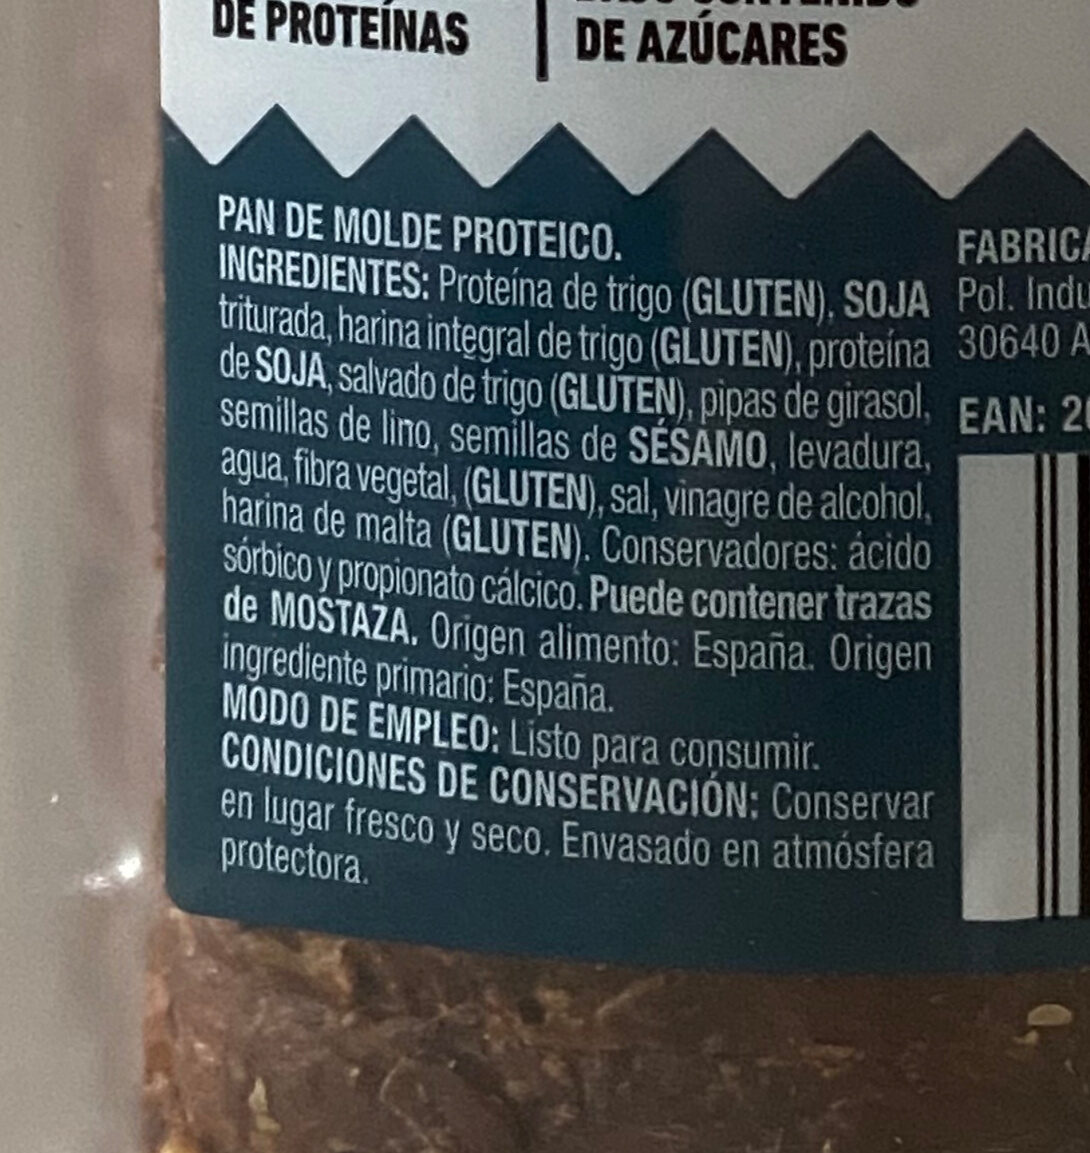 DE PROTEÍNAS
DE AZÚCARES
PAN DE MOLDE PROTEICO.
INGREDIENTES: Proteína de trigo (GLUTEN), SOJA
triturada, harina integral de trigo (GLUTEN), proteína
de SOJA, salvado de trigo (GLUTEN), pipas de girasol,
semillas de lino, semillas de SÉSAMO, levadura,
agua, fibra vegetal, (GLUTEN), sal, vinagre de alcohol,
harina de malta (GLUTEN). Conservadores: ácido
sórbico y propionato cálcico. Puede contener trazas
de MOSTAZA. Origen alimento: España. Origen
ingrediente primario: España.
MODO DE EMPLEO: Listo para consumir.
CONDICIONES DE CONSERVACIÓN: Conservar
en lugar fresco y seco. Envasado en atmósfera
protectora.
FABRICA
Pol. Indu
30640 A
EAN: 2